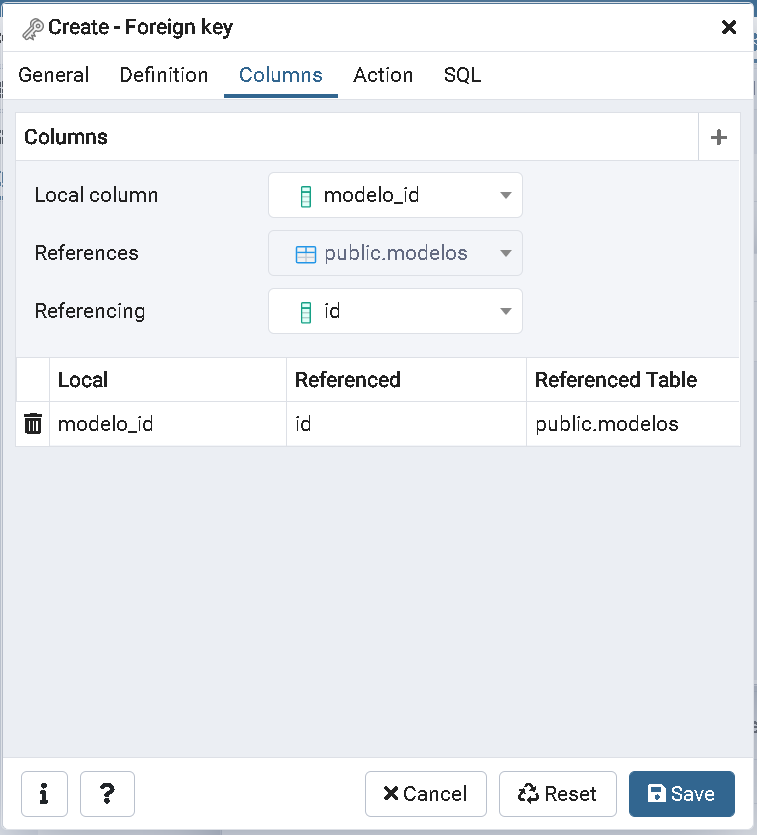 Create - Foreign key
General Definition Columns Action SQL
Columns
Local column modelo_id
References public.modelos
Referencing id
Local Referenced Referenced Table
modelo_id id public.modelos
i ? Cancel Reset Save